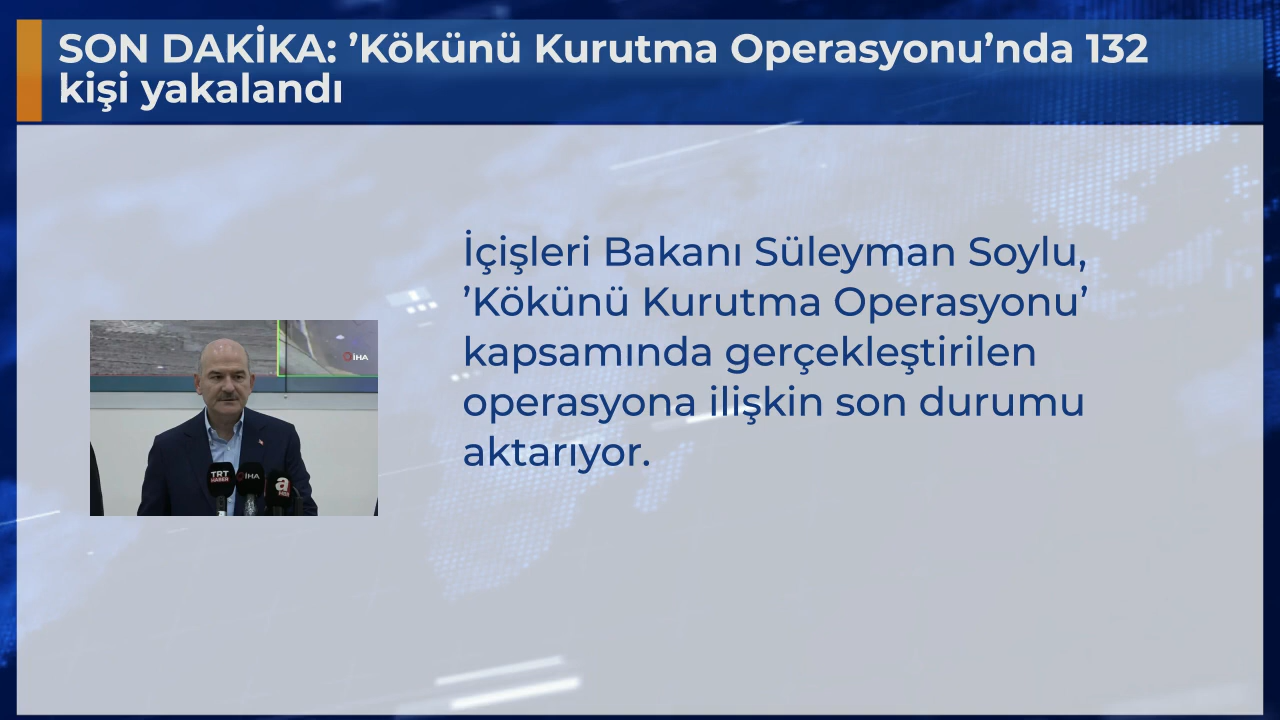 SON DAKİKA: ’Kökünü Kurutma Operasyonu’nda 132
kişi yakalandı
İçişleri Bakanı Süleyman Soylu,
’Kökünü Kurutma Operasyonu’
kapsamında gerçekleştirilen
operasyona ilişkin son durumu
aktarıyor.
İHA
TRT
HABER
İHA
a